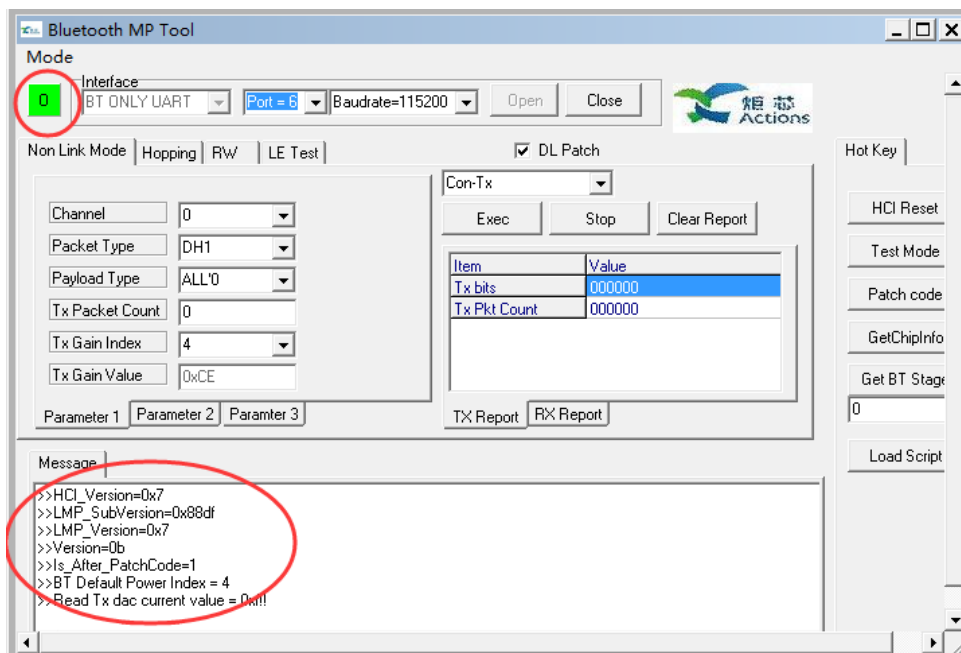 Bluetooth MP Tool
Mode
0
Interface
BT ONLY UART
Port = 6
Baudrate=115200
Open
Close
炬芯
Actions
Non Link Mode
Hopping
RW
LE Test
DL Patch
Hot Key
Channel
0
Packet Type
DH1
Payload Type
ALL'0
Tx Packet Count
0
Tx Gain Index
4
Tx Gain Value
0xCE
Parameter 1
Parameter 2
Paramter 3
Con-Tx
Exec
Stop
Clear Report
Item Value
Tx bits 000000
Tx Pkt Count 000000
TX Report
RX Report
HCI Reset
Test Mode
Patch code
GetChipInfo
Get BT Stage
0
Load Script
Message
>>HCI_Version=0x7
>>LMP_SubVersion=0x88df
>>LMP_Version=0x7
>>Version=0b
>>Is_After_PatchCode=1
>>BT Default Power Index = 4
>>Read Tx dac current value =